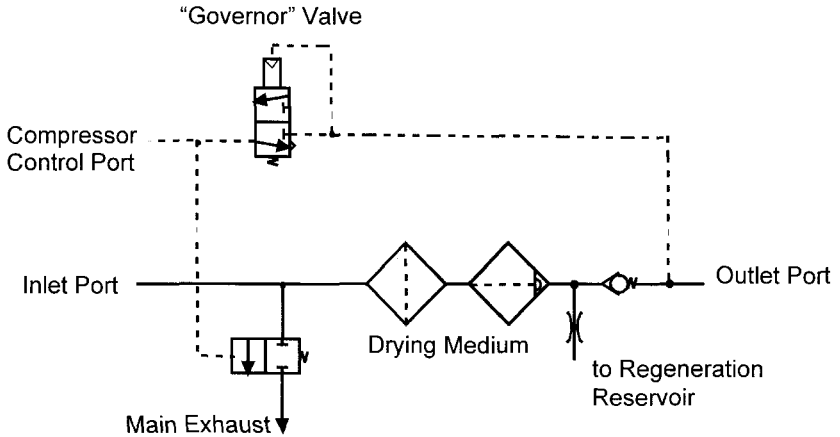 “Governor” Valve
Compressor
Control Port
Inlet Port
Outlet Port
Drying Medium
to Regeneration
Reservoir
Main Exhaust